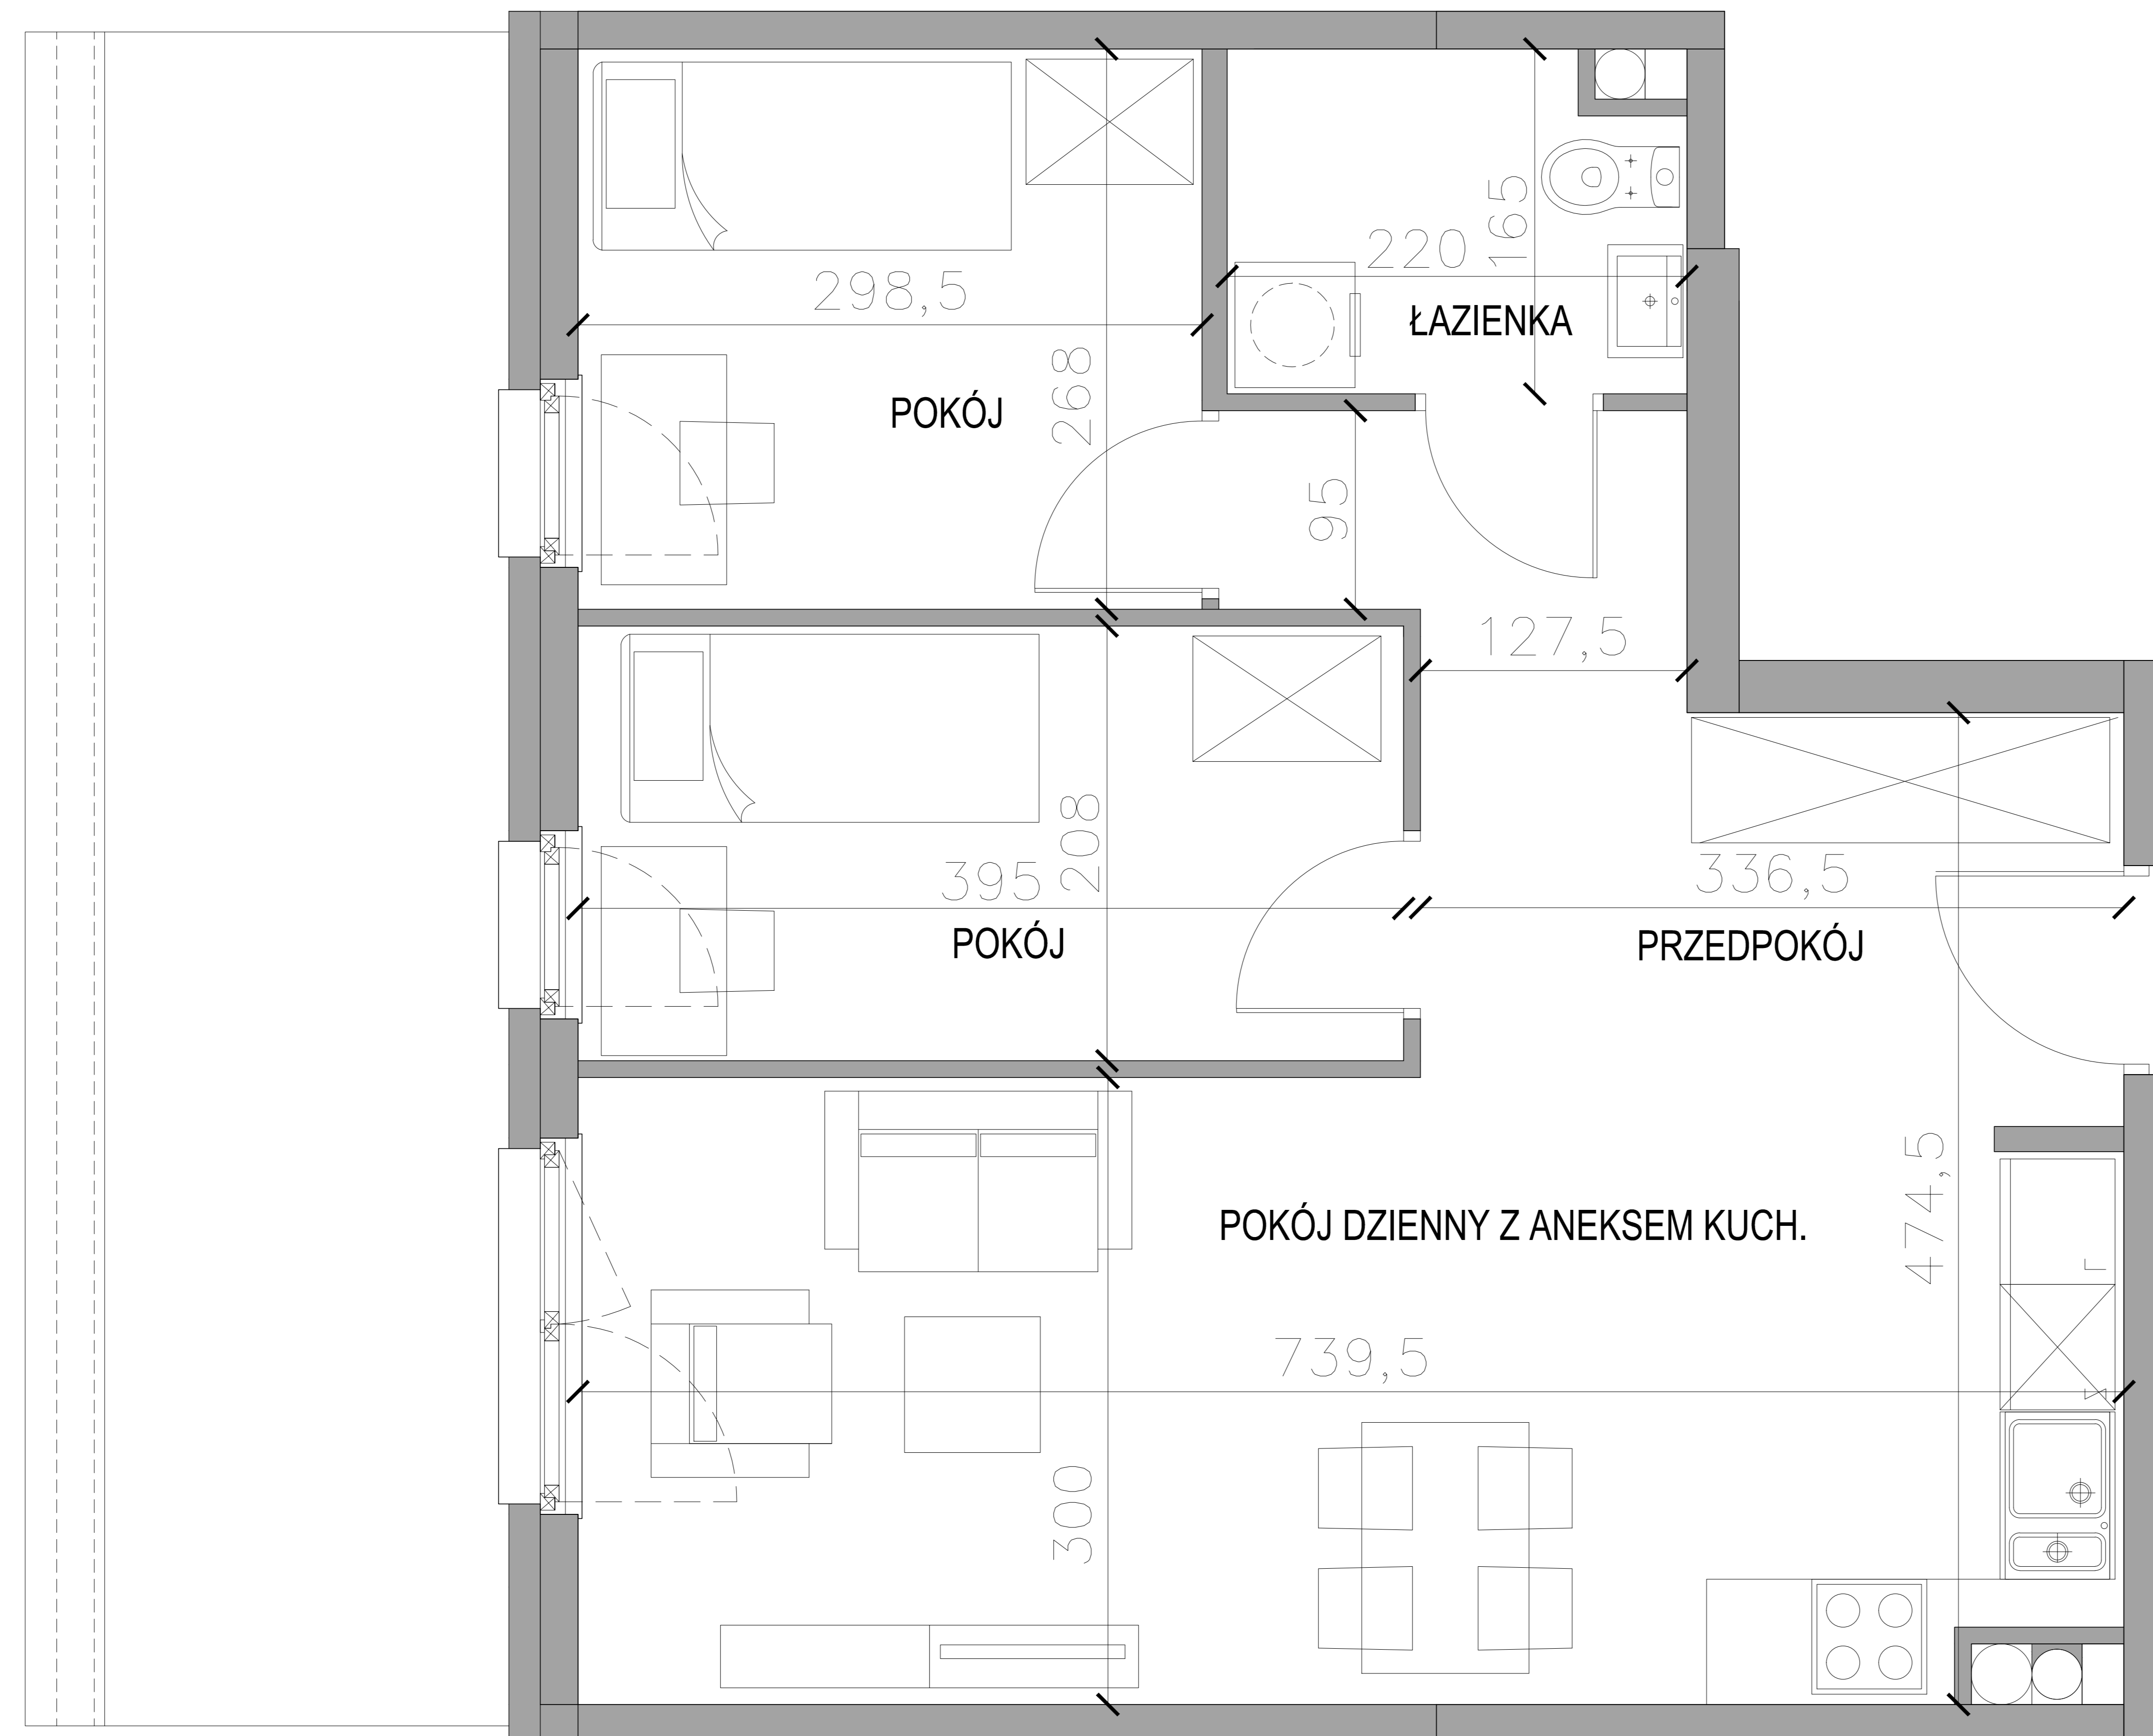 220
165
298,5
ŁAZIENKA
268
POKÓJ
95
127,5
208
395
336,5
POKÓJ
PRZEDPOKÓJ
474,5
POKÓJ DZIENNY Z ANEKSEM KUCH.
L
739,5
Z
300